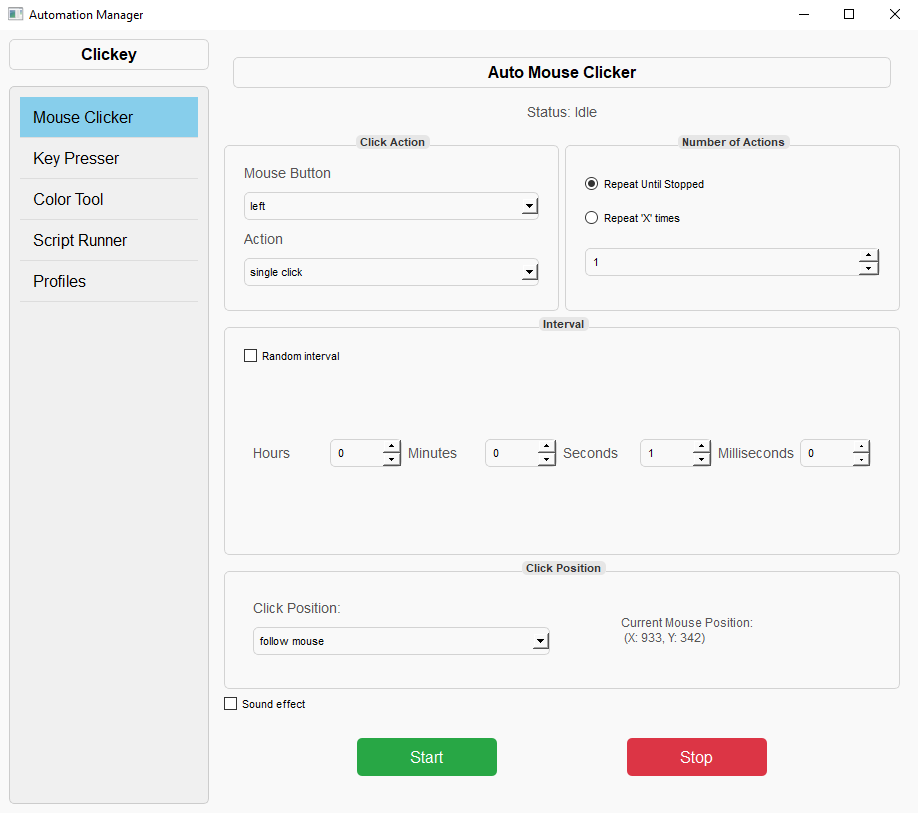 Automation Manager
Clickey
Mouse Clicker
Key Presser
Color Tool
Script Runner
Profiles
Auto Mouse Clicker
Status: Idle
Click Action
Mouse Button
left
Action
single click
Number of Actions
Repeat Until Stopped
Repeat 'X' times
1
Interval
Random interval
Hours 0 Minutes 0 Seconds 1 Milliseconds 0
Click Position
Click Position:
follow mouse
Current Mouse Position:
(X: 933, Y: 342)
Sound effect
Start Stop